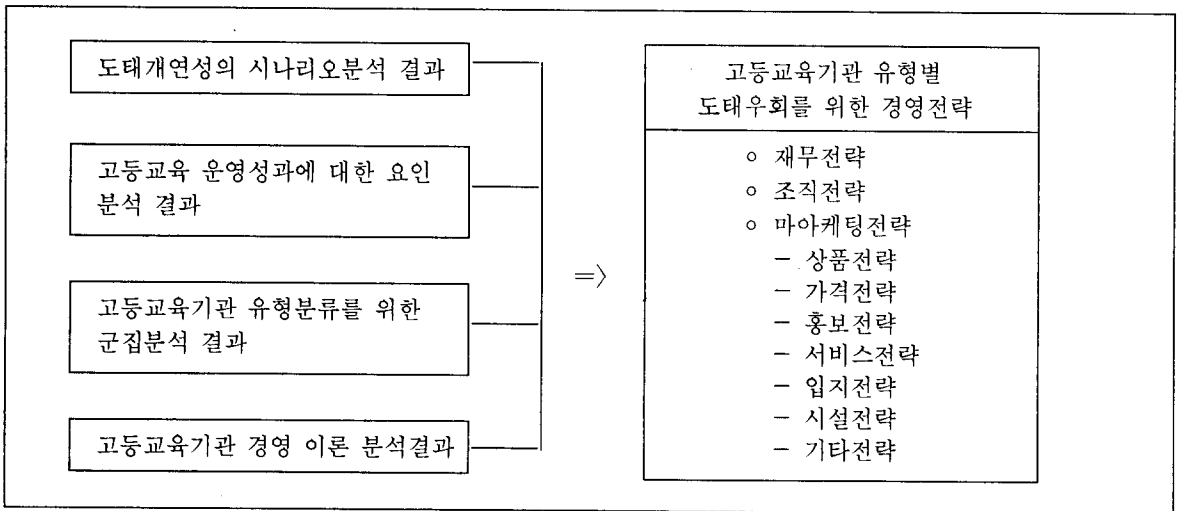 도태개연성의 시나리오분석 결과
고등교육 운영성과에 대한 요인
분석 결과
고등교육기관 유형분류를 위한
군집분석 결과
고등교육기관 경영 이론 분석결과
=>
고등교육기관 유형별
도태우회를 위한 경영전략
○ 재무전략
○ 조직전략
○ 마아케팅전략
- 상품전략
- 가격전략
- 홍보전략
- 서비스전략
- 입지전략
- 시설전략
- 기타전략